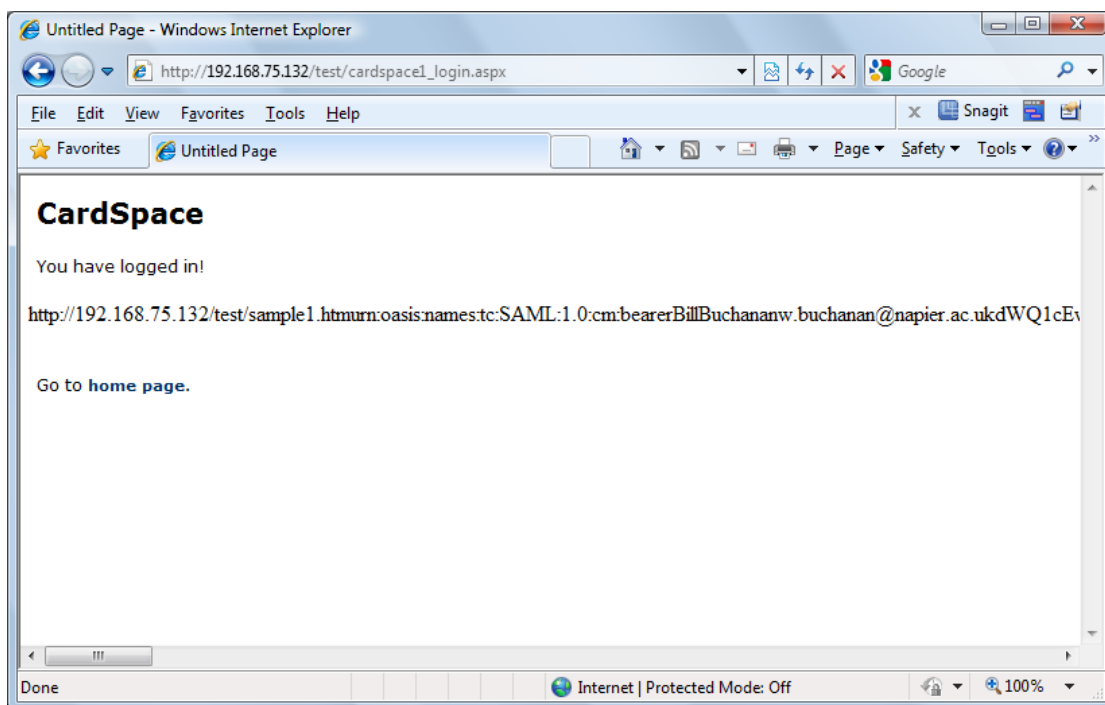 Untitled Page - Windows Internet Explorer
http://192.168.75.132/test/cardspace1_login.aspx
Google
File Edit View Favorites Tools Help
x Snagit
Favorites Untitled Page Page Safety Tools »
CardSpace
You have logged in!
http://192.168.75.132/test/sample1.htmurn:oasis:names:tc:SAML:1.0:cm:bearerBillBuchananw.buchanan@napier.ac.ukdWQ1cEv
Go to home page.
Done Internet | Protected Mode: Off 100%